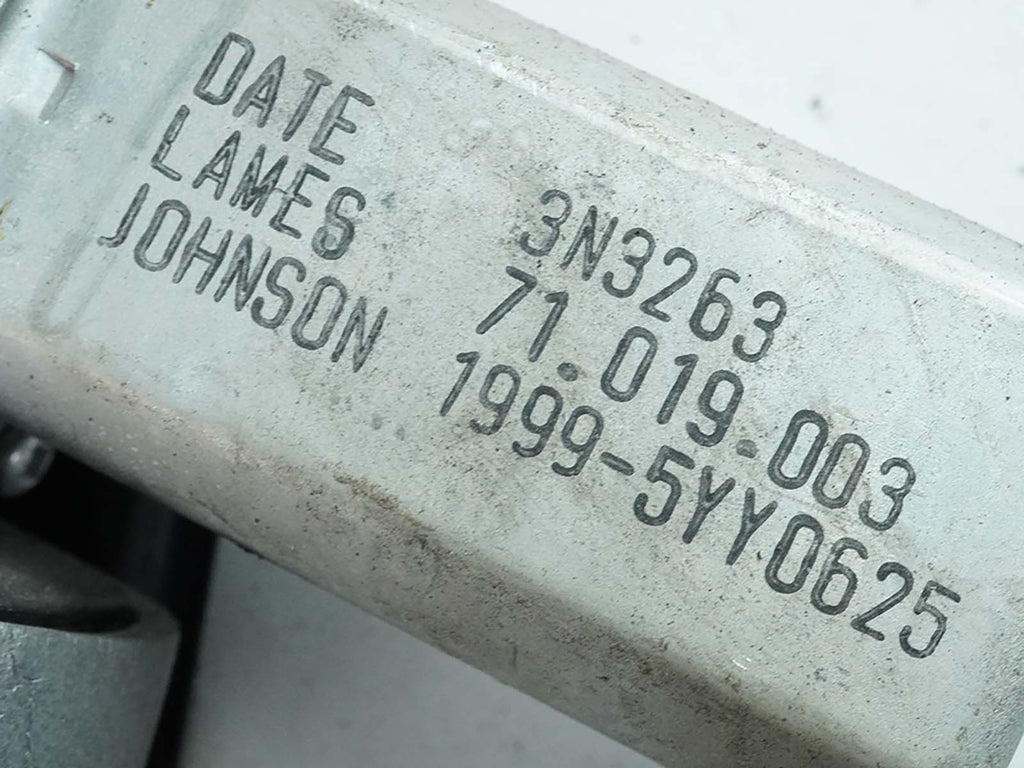 DATE 3N3263
LAMES 71.019.003
JOHNSON 1999-5YY0625